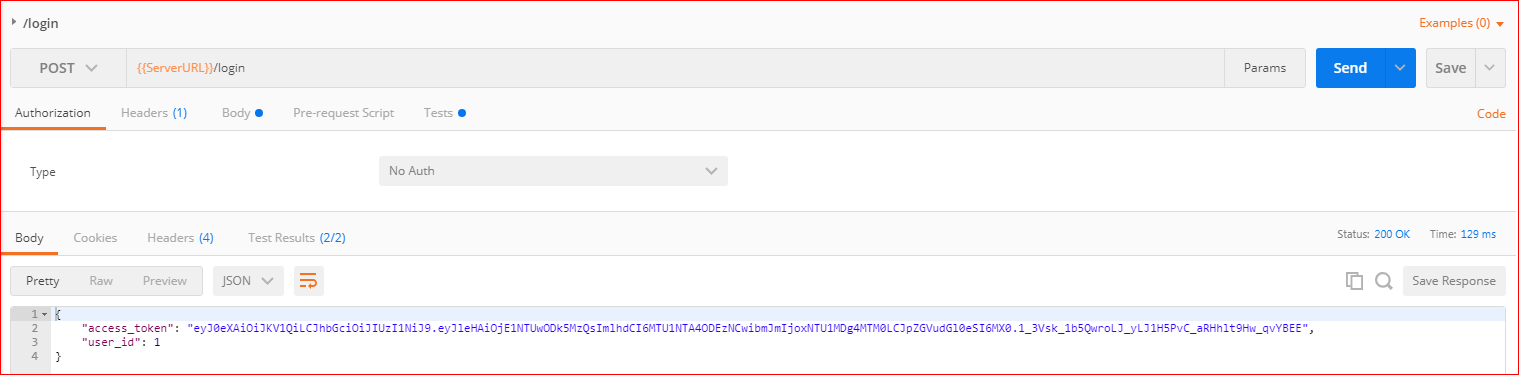 /login
Examples (0)
POST
{{ServerURL}}/login
Params
Send
Save
Authorization
Headers (1)
Body
Pre-request Script
Tests
Code
Type
No Auth
Body
Cookies
Headers (4)
Test Results (2/2)
Status: 200 OK
Time: 129 ms
Pretty
Raw
Preview
JSON
Save Response
1 {
2 "access_token": "eyJ0eXAiOiJKV1QiLCJhbGciOiJIUzI1NiJ9.eyJleHAiOjE1NTUwODk5MzQsImlhdCI6MTU1NTA4ODEzNCwibmJmIjoxNTU1MDg4MTM0LCJpZGVudGl0eSI6MX0.1_3Vsk_1b5QwroLJ_yLJ1H5PvC_aRHhlt9Hw_qvYBEE",
3 "user_id": 1
4 }